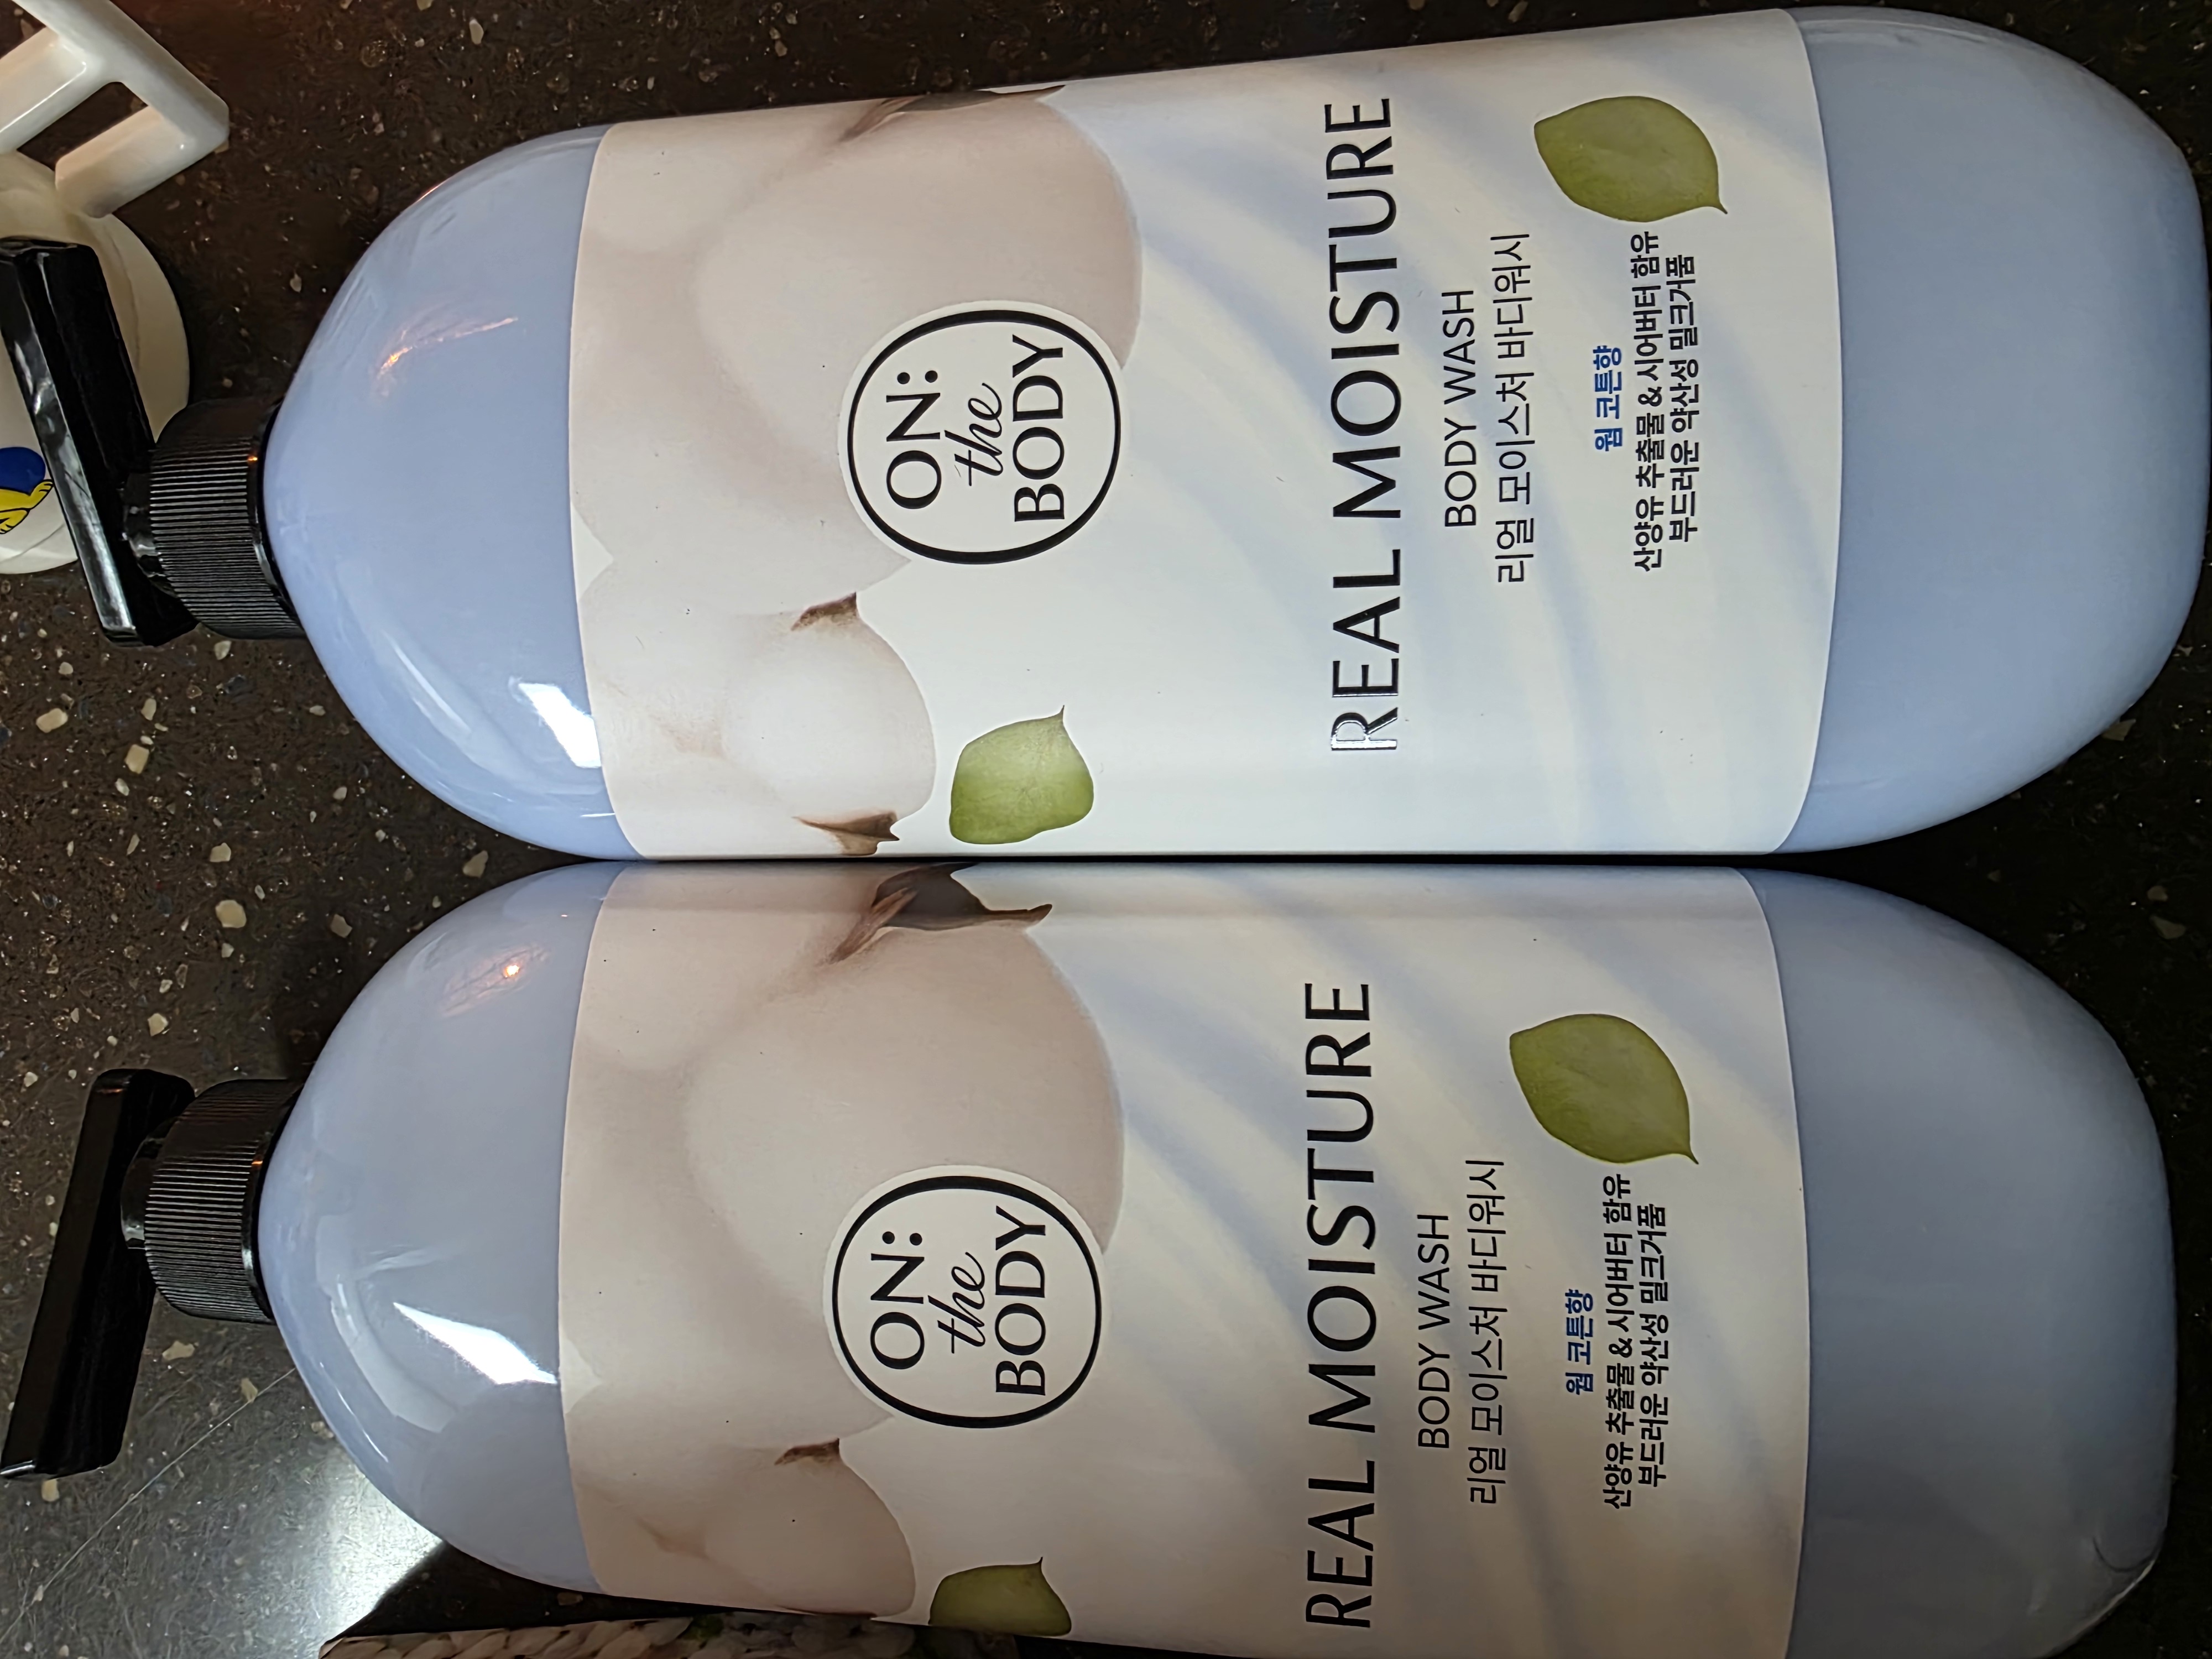 ON:
the
BODY
REAL MOISTURE
BODY WASH
리얼 모이스처 바디워시
웜 코튼향
산양유 추출물 & 시어버터 함유
부드러운 약산성 밀크거품
ON:
the
BODY
REAL MOISTURE
BODY WASH
리얼 모이스처 바디워시
웜 코튼향
산양유 추출물 & 시어버터 함유
부드러운 약산성 밀크거품